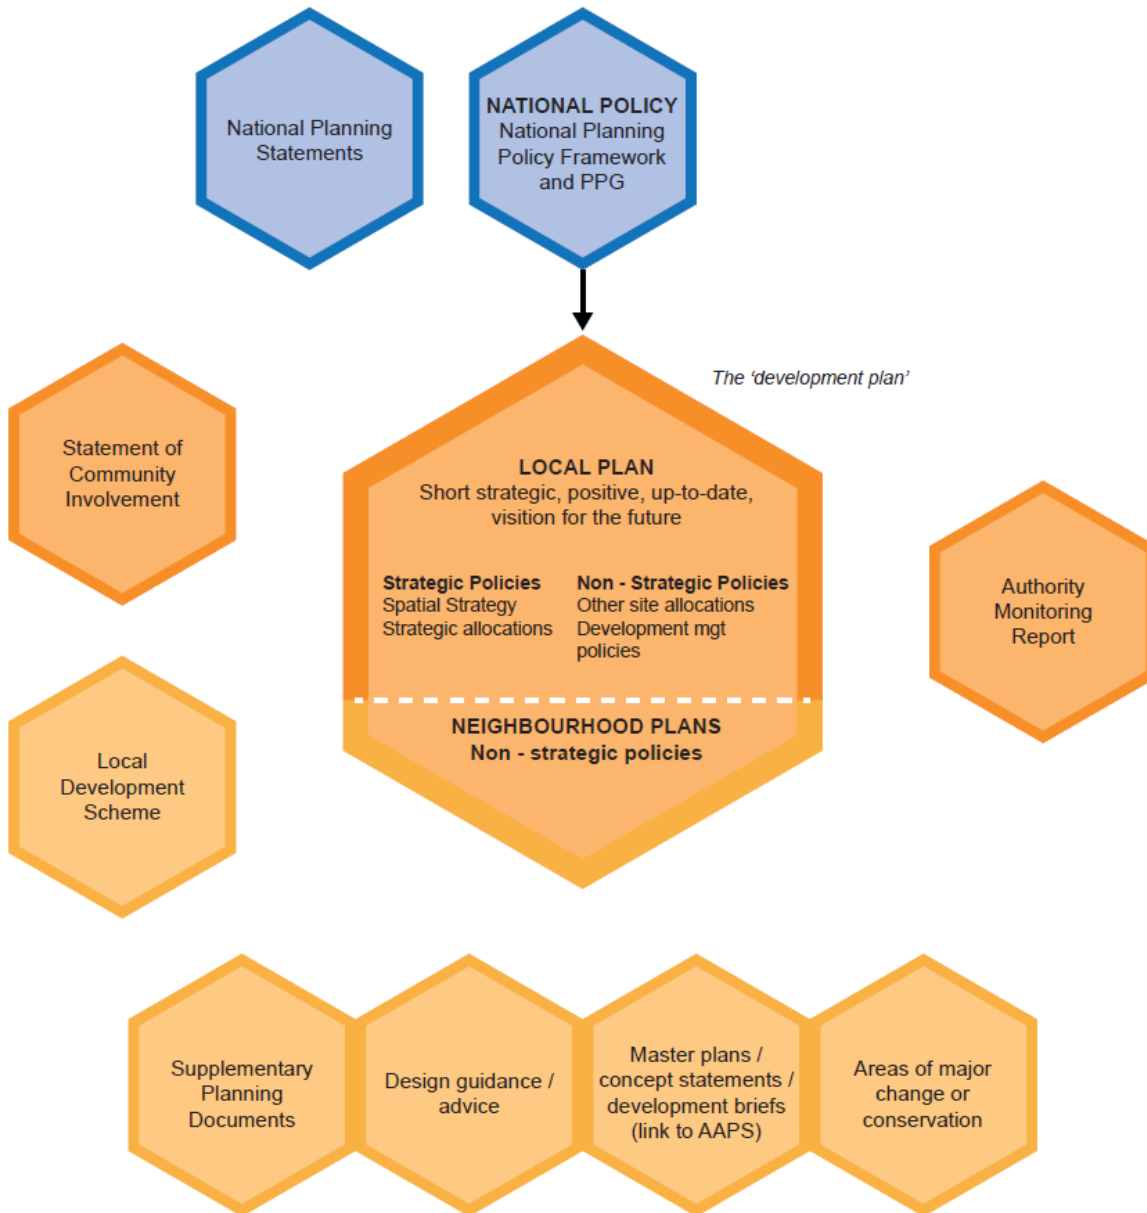 National Planning
Statements
NATIONAL POLICY
National Planning
Policy Framework
and PPG
The ‘development plan’
Statement of
Community
Involvement
LOCAL PLAN
Short strategic, positive, up-to-date,
visition for the future
Strategic Policies
Spatial Strategy
Strategic allocations
Non - Strategic Policies
Other site allocations
Development mgt
policies
Authority
Monitoring
Report
NEIGHBOURHOOD PLANS
Non - strategic policies
Local
Development
Scheme
Supplementary
Planning
Documents
Design guidance /
advice
Master plans /
concept statements /
development briefs
(link to AAPS)
Areas of major
change or
conservation